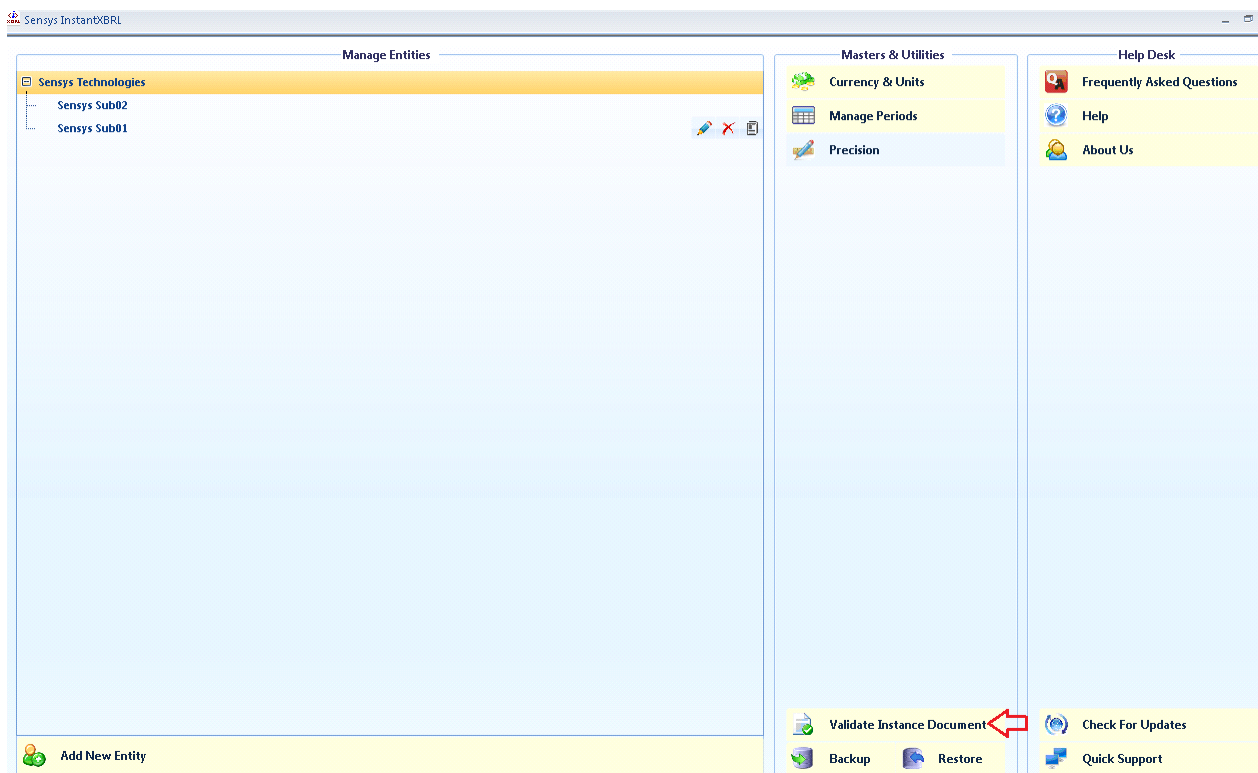 Sensys InstantXBRL
Manage Entities
Sensys Technologies
Sensys Sub02
Sensys Sub01
Add New Entity
Masters & Utilities
Currency & Units
Manage Periods
Precision
Validate Instance Document
Backup
Restore
Help Desk
Frequently Asked Questions
Help
About Us
Check For Updates
Quick Support